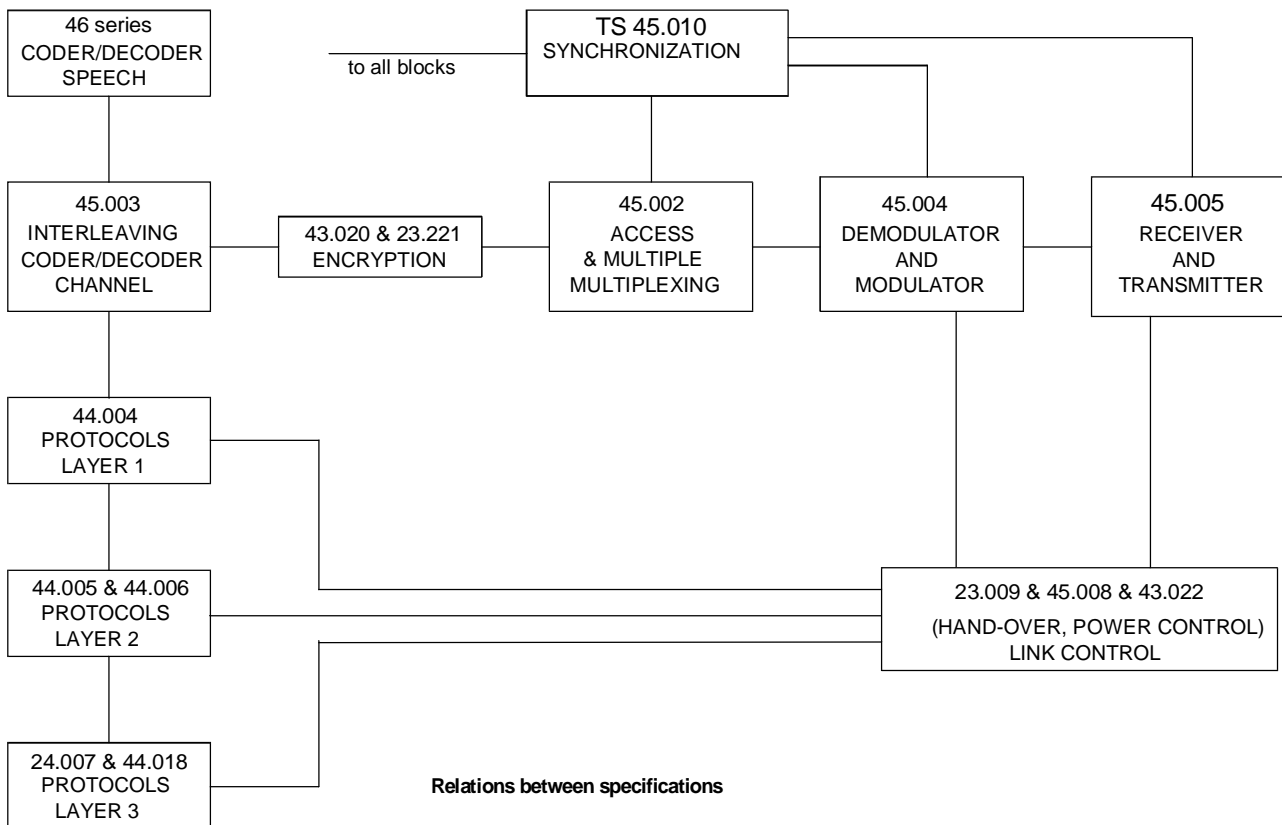 46 series
CODER/DECODER
SPEECH
to all blocks
TS 45.010
SYNCHRONIZATION
45.003
INTERLEAVING
CODER/DECODER
CHANNEL
43.020 & 23.221
ENCRYPTION
45.002
ACCESS
& MULTIPLE
MULTIPLEXING
45.004
DEMODULATOR
AND
MODULATOR
45.005
RECEIVER
AND
TRANSMITTER
44.004
PROTOCOLS
LAYER 1
44.005 & 44.006
PROTOCOLS
LAYER 2
23.009 & 45.008 & 43.022
(HAND-OVER, POWER CONTROL)
LINK CONTROL
24.007 & 44.018
PROTOCOLS
LAYER 3
Relations between specifications